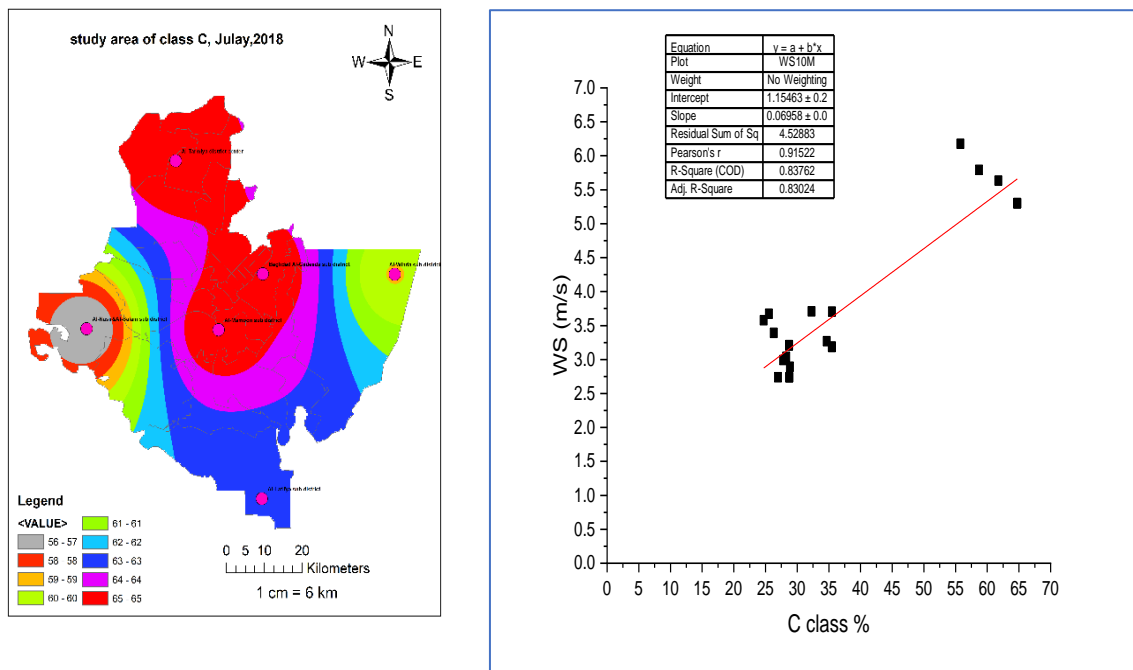 study area of class C, Julay,2018
N
W
E
S
sub district
Legend
<VALUE>
56 - 57
58 - 58
59 - 59
60 - 60
61 - 61
62 - 62
63 - 63
64 - 64
65 - 65
0 5 10 20
Kilometers
1 cm = 6 km
Equation y = a + b*x
Plot WS10M
Weight No Weighting
Intercept 1.15463 ± 0.2
Slope 0.06958 ± 0.0
Residual Sum of Sq 4.52883
Pearson's r 0.91522
R-Square (COD) 0.83762
Adj. R-Square 0.83024
7.0
6.5
6.0
5.5
5.0
4.5
4.0
3.5
3.0
2.5
2.0
1.5
1.0
0.5
0.0
WS (m/s)
0 5 10 15 20 25 30 35 40 45 50 55 60 65 70
C class %